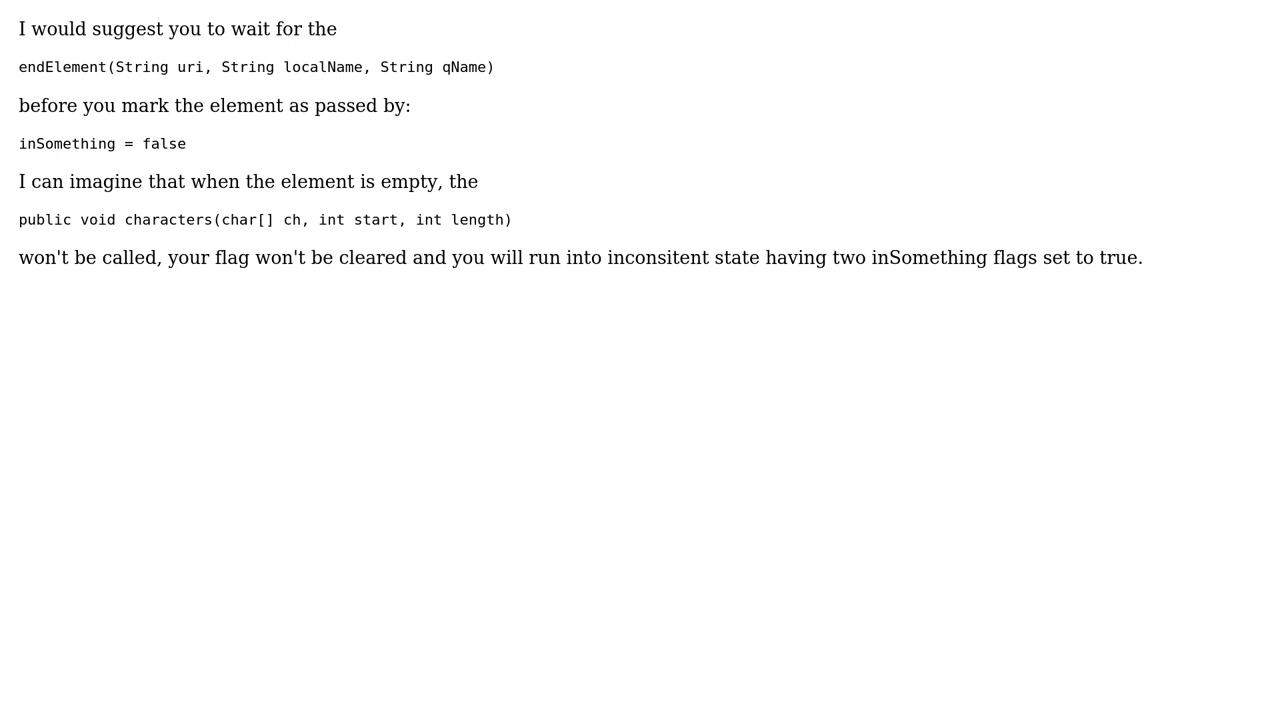 I would suggest you to wait for the
endElement(String uri, String localName, String qName)
before you mark the element as passed by:
inSomething = false
I can imagine that when the element is empty, the
public void characters(char[] ch, int start, int length)
won't be called, your flag won't be cleared and you will run into inconsitent state having two inSomething flags set to true.